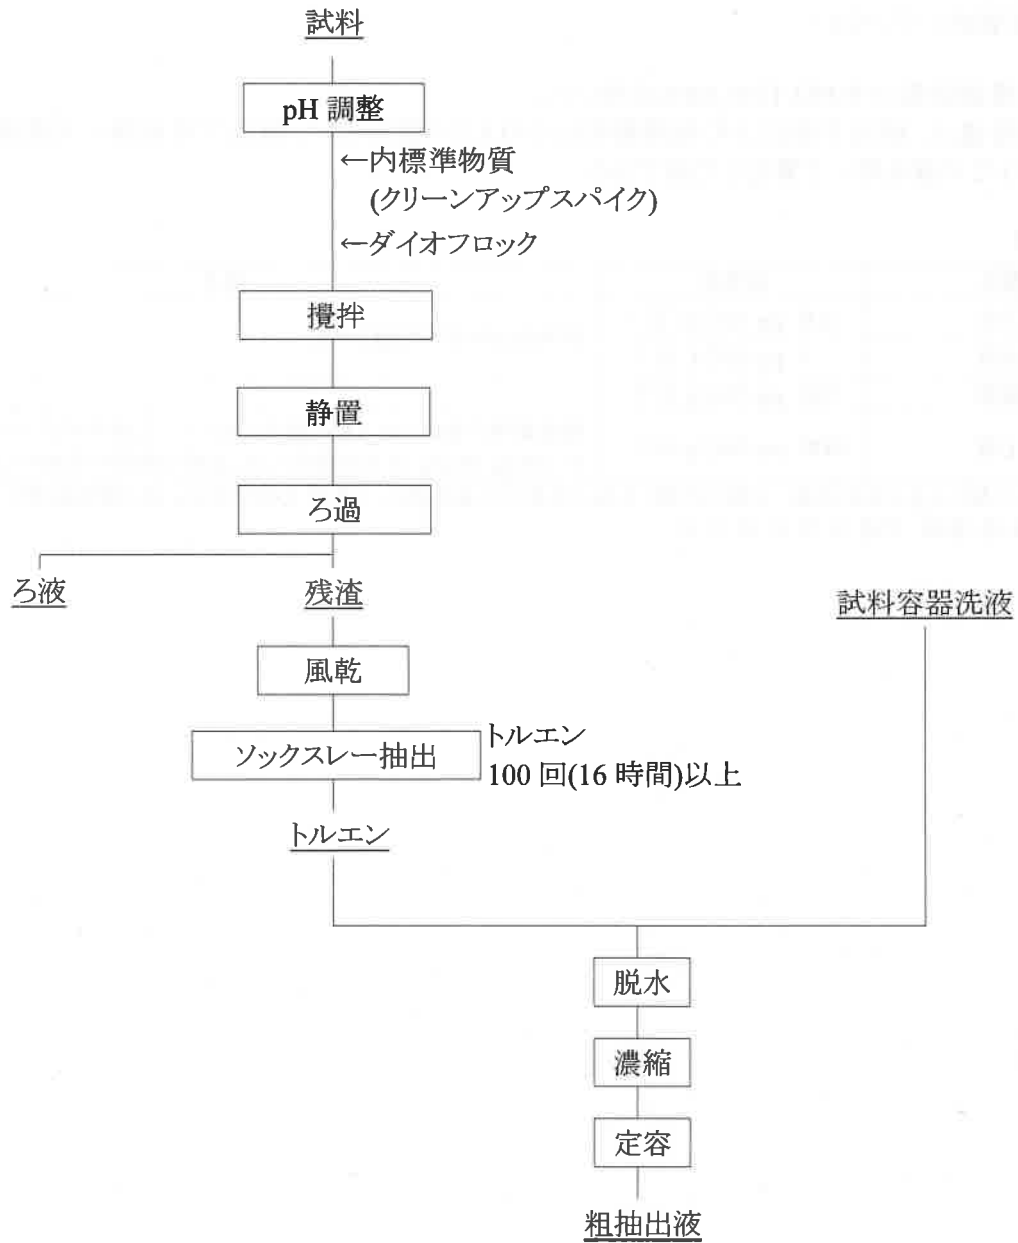 試料
pH 調整
←内標準物質
(クリーンアップスパイク)
←ダイオフロック
攪拌
静置
ろ過
ろ液
残渣
試料容器洗液
風乾
ソックスレー抽出
トルエン
100 回(16 時間)以上
トルエン
脱水
濃縮
定容
粗抽出液